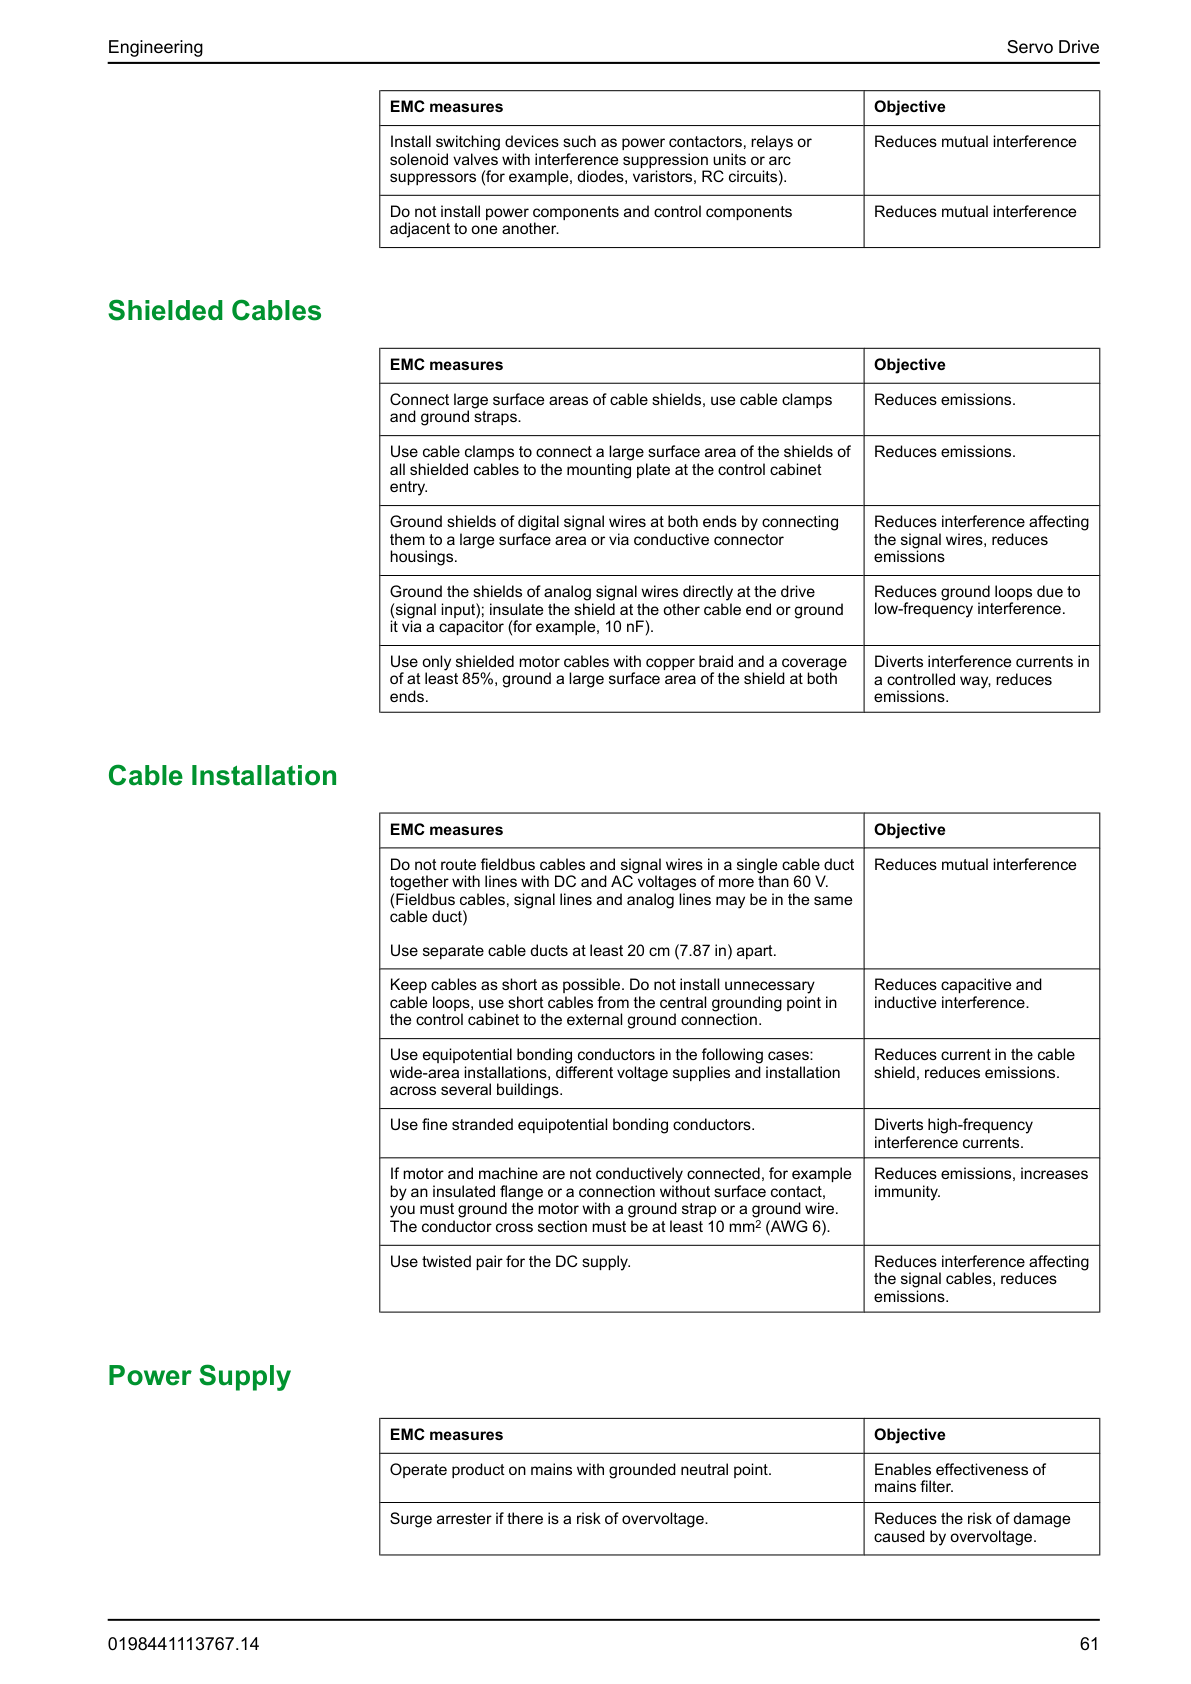 Engineering
Servo Drive
EMC measures
Objective
Install switching devices such as power contactors, relays or
solenoid valves with interference suppression units or arc
suppressors (for example, diodes, varistors, RC circuits).
Reduces mutual interference
Do not install power components and control components
adjacent to one another.
Reduces mutual interference
Shielded Cables
EMC measures
Objective
Connect large surface areas of cable shields, use cable clamps
and ground straps.
Reduces emissions.
Use cable clamps to connect a large surface area of the shields of
all shielded cables to the mounting plate at the control cabinet
entry.
Reduces emissions.
Ground shields of digital signal wires at both ends by connecting
them to a large surface area or via conductive connector
housings.
Reduces interference affecting
the signal wires, reduces
emissions
Ground the shields of analog signal wires directly at the drive
(signal input); insulate the shield at the other cable end or ground
it via a capacitor (for example, 10 nF).
Reduces ground loops due to
low-frequency interference.
Use only shielded motor cables with copper braid and a coverage
of at least 85%, ground a large surface area of the shield at both
ends.
Diverts interference currents in
a controlled way, reduces
emissions.
Cable Installation
EMC measures
Objective
Do not route fieldbus cables and signal wires in a single cable duct
together with lines with DC and AC voltages of more than 60 V.
(Fieldbus cables, signal lines and analog lines may be in the same
cable duct)
Use separate cable ducts at least 20 cm (7.87 in) apart.
Reduces mutual interference
Keep cables as short as possible. Do not install unnecessary
cable loops, use short cables from the central grounding point in
the control cabinet to the external ground connection.
Reduces capacitive and
inductive interference.
Use equipotential bonding conductors in the following cases:
wide-area installations, different voltage supplies and installation
across several buildings.
Reduces current in the cable
shield, reduces emissions.
Use fine stranded equipotential bonding conductors.
Diverts high-frequency
interference currents.
If motor and machine are not conductively connected, for example
by an insulated flange or a connection without surface contact,
you must ground the motor with a ground strap or a ground wire.
The conductor cross section must be at least 10 mm² (AWG 6).
Reduces emissions, increases
immunity.
Use twisted pair for the DC supply.
Reduces interference affecting
the signal cables, reduces
emissions.
Power Supply
EMC measures
Objective
Operate product on mains with grounded neutral point.
Enables effectiveness of
mains filter.
Surge arrester if there is a risk of overvoltage.
Reduces the risk of damage
caused by overvoltage.
0198441113767.14
61